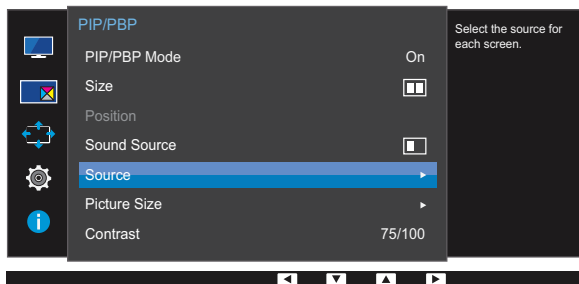 PIP/PBP
Select the source for
each screen.
PIP/PBP Mode On
Size
Position
Sound Source
Source
Picture Size
Contrast 75/100